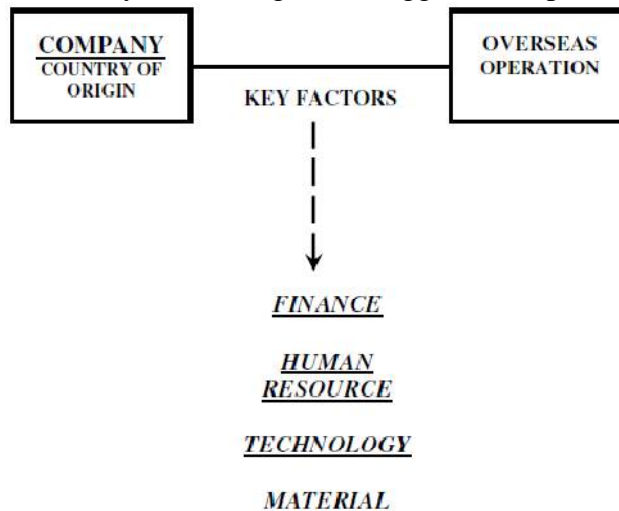 COMPANY
COUNTRY OF
ORIGIN
OVERSEAS
OPERATION
KEY FACTORS
FINANCE
HUMAN
RESOURCE
TECHNOLOGY
MATERIAL